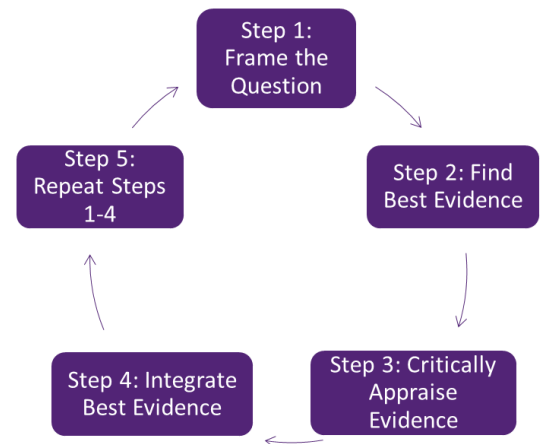 Step 1:
Frame the
Question
Step 2: Find
Best Evidence
Step 3: Critically
Appraise
Evidence
Step 4: Integrate
Best Evidence
Step 5:
Repeat Steps
1-4